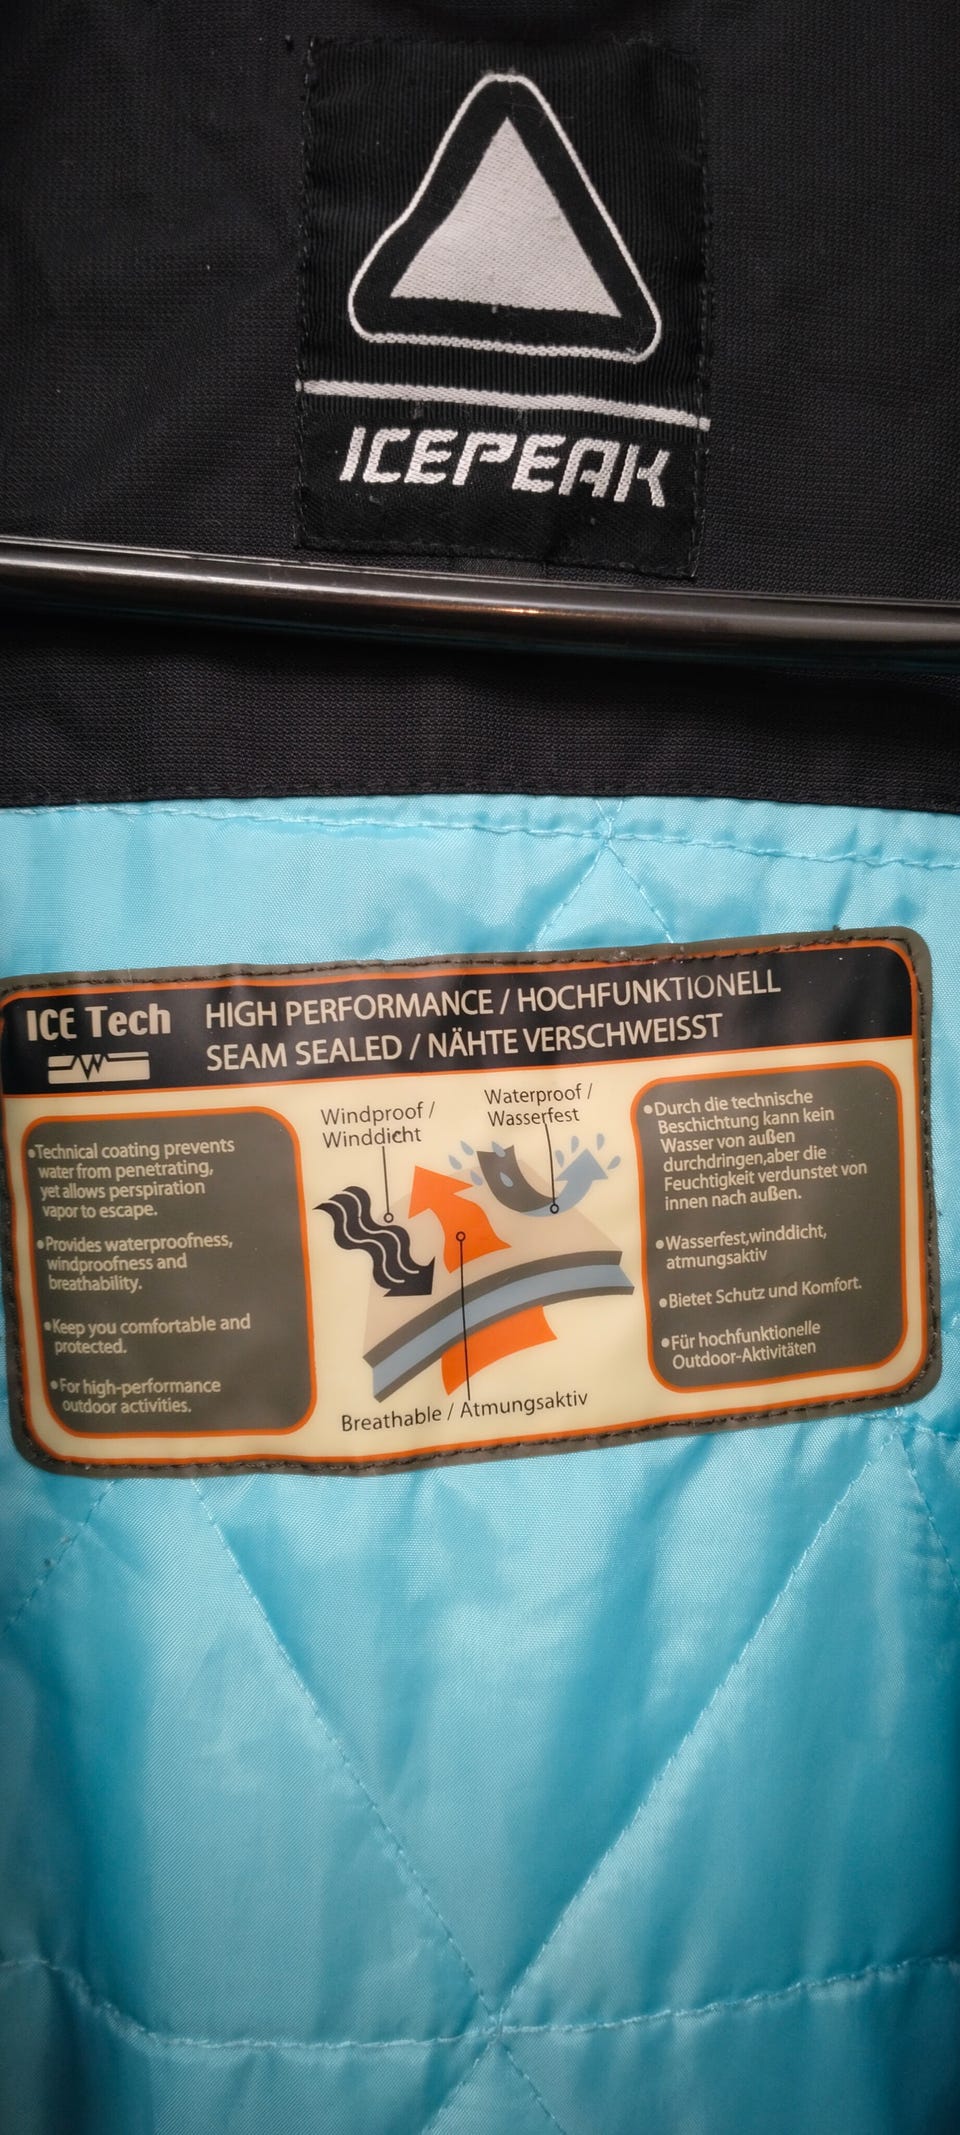 ICEPEAK
ICE Tech
HIGH PERFORMANCE / HOCHFUNKTIONELL
SEAM SEALED / NÄHTE VERSCHWEISST
•Technical coating prevents
water from penetrating,
yet allows perspiration
vapor to escape.
•Provides waterproofness,
windproofness and
breathability.
•Keep you comfortable and
protected.
•For high-performance
outdoor activities.
Windproof /
Winddicht
Waterproof /
Wasserfest
Breathable / Atmungsaktiv
•Durch die technische
Beschichtung kann kein
Wasser von außen
durchdringen,aber die
Feuchtigkeit verdunstet von
innen nach außen.
•Wasserfest,winddicht,
atmungsaktiv
•Bietet Schutz und Komfort.
•Für hochfunktionelle
Outdoor-Aktivitäten